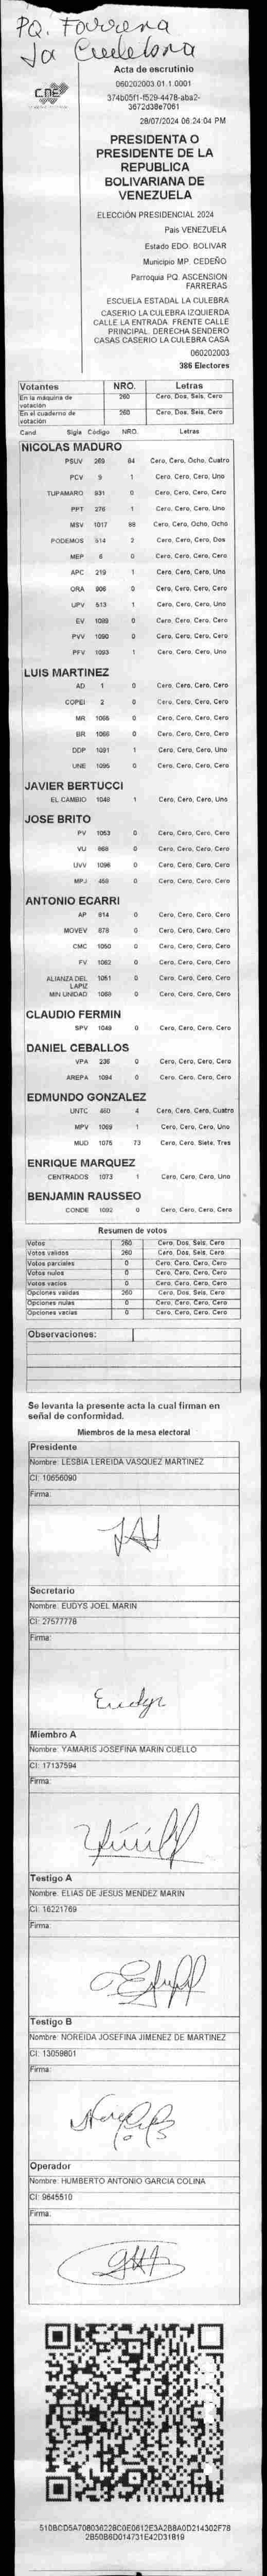 PQ. Farrera
La Culebra
CNE
Acta de escrutinio
060202003.01.1.0001
374b05f1-f529-4478-aba2-
3672d38e7061
28/07/2024 06:24:04 PM
PRESIDENTA O
PRESIDENTE DE LA
REPUBLICA
BOLIVARIANA DE
VENEZUELA
ELECCIÓN PRESIDENCIAL 2024
Pais VENEZUELA
Estado EDO. BOLIVAR
Municipio MP. CEDEÑO
Parroquia PQ. ASCENSION
FARRERAS
ESCUELA ESTADAL LA CULEBRA
CASERIO LA CULEBRA IZQUIERDA
CALLE LA ENTRADA. FRENTE CALLE
PRINCIPAL. DERECHA SENDERO
CASAS CASERIO LA CULEBRA CASA
060202003
386 Electores
Votantes NRO. Letras
En la máquina de votación 260 Cero, Dos, Seis, Cero
En el cuaderno de votación 260 Cero, Dos, Seis, Cero
Cand Sigla Código NRO. Letras
NICOLAS MADURO
PSUV 269 84 Cero, Cero, Ocho, Cuatro
PCV 9 1 Cero, Cero, Cero, Uno
TUPAMARO 931 0 Cero, Cero, Cero, Cero
PPT 276 1 Cero, Cero, Cero, Uno
MSV 1017 88 Cero, Cero, Ocho, Ocho
PODEMOS 514 2 Cero, Cero, Cero, Dos
MEP 6 0 Cero, Cero, Cero, Cero
APC 219 1 Cero, Cero, Cero, Uno
ORA 906 0 Cero, Cero, Cero, Cero
UPV 513 1 Cero, Cero, Cero, Uno
EV 1089 0 Cero, Cero, Cero, Cero
PVV 1090 0 Cero, Cero, Cero, Cero
PFV 1093 1 Cero, Cero, Cero, Uno
LUIS MARTINEZ
AD 1 0 Cero, Cero, Cero, Cero
COPEI 2 0 Cero, Cero, Cero, Cero
MR 1065 0 Cero, Cero, Cero, Cero
BR 1066 0 Cero, Cero, Cero, Cero
DDP 1091 1 Cero, Cero, Cero, Uno
UNE 1095 0 Cero, Cero, Cero, Cero
JAVIER BERTUCCI
EL CAMBIO 1048 1 Cero, Cero, Cero, Uno
JOSE BRITO
PV 1053 0 Cero, Cero, Cero, Cero
VU 868 0 Cero, Cero, Cero, Cero
UVV 1096 0 Cero, Cero, Cero, Cero
MPJ 459 0 Cero, Cero, Cero, Cero
ANTONIO ECARRI
AP 814 0 Cero, Cero, Cero, Cero
MOVEV 878 0 Cero, Cero, Cero, Cero
CMC 1050 0 Cero, Cero, Cero, Cero
FV 1062 0 Cero, Cero, Cero, Cero
ALIANZA DEL LAPIZ 1051 0 Cero, Cero, Cero, Cero
MIN UNIDAD 1068 0 Cero, Cero, Cero, Cero
CLAUDIO FERMIN
SPV 1049 0 Cero, Cero, Cero, Cero
DANIEL CEBALLOS
VPA 236 0 Cero, Cero, Cero, Cero
AREPA 1094 0 Cero, Cero, Cero, Cero
EDMUNDO GONZALEZ
UNTC 460 4 Cero, Cero, Cero, Cuatro
MPV 1069 1 Cero, Cero, Cero, Uno
MUD 1075 73 Cero, Cero, Siete, Tres
ENRIQUE MARQUEZ
CENTRADOS 1073 1 Cero, Cero, Cero, Uno
BENJAMIN RAUSSEO
CONDE 1092 0 Cero, Cero, Cero, Cero
Resumen de votos
Votos 260 Cero, Dos, Seis, Cero
Votos validos 260 Cero, Dos, Seis, Cero
Votos parciales 0 Cero, Cero, Cero, Cero
Votos nulos 0 Cero, Cero, Cero, Cero
Votos vacios 0 Cero, Cero, Cero, Cero
Opciones validas 260 Cero, Dos, Seis, Cero
Opciones nulas 0 Cero, Cero, Cero, Cero
Opciones vacias 0 Cero, Cero, Cero, Cero
Observaciones:
Se levanta la presente acta la cual firman en
señal de conformidad.
Miembros de la mesa electoral
Presidente
Nombre: LESBIA LEREIDA VASQUEZ MARTINEZ
CI: 10656090
Firma:
Secretario
Nombre: EUDYS JOEL MARIN
CI: 27577778
Firma:
Eudys
Miembro A
Nombre: YAMARIS JOSEFINA MARIN CUELLO
CI: 17137594
Firma:
Testigo A
Nombre: ELIAS DE JESUS MENDEZ MARIN
CI: 16221769
Firma:
Testigo B
Nombre: NOREIDA JOSEFINA JIMENEZ DE MARTINEZ
CI: 13059801
Firma:
Operador
Nombre: HUMBERTO ANTONIO GARCIA COLINA
CI: 9645510
Firma:
510BCD5A708036228C0E0612E3A2B8A0D214302F78
2B50B6D014731E42D31819